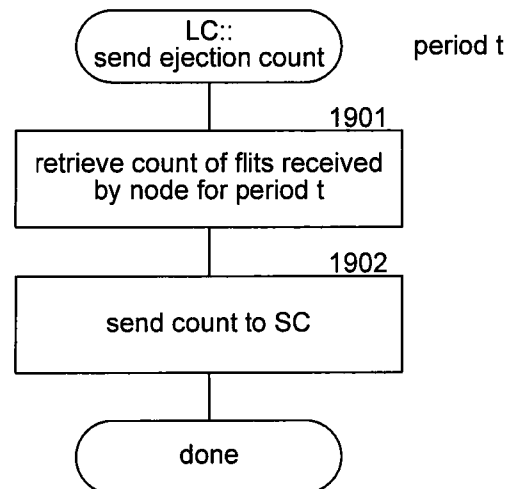 LC::
send ejection count
period t
1901
retrieve count of flits received
by node for period t
1902
send count to SC
done